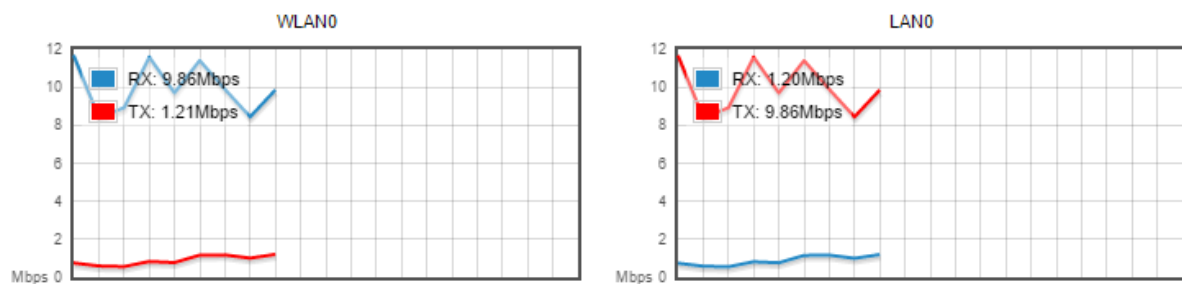 WLAN0
12
10
8
6
4
2
Mbps 0
RX: 9.86Mbps
TX: 1.21Mbps
LAN0
12
10
8
6
4
2
Mbps 0
RX: 1.20Mbps
TX: 9.86Mbps